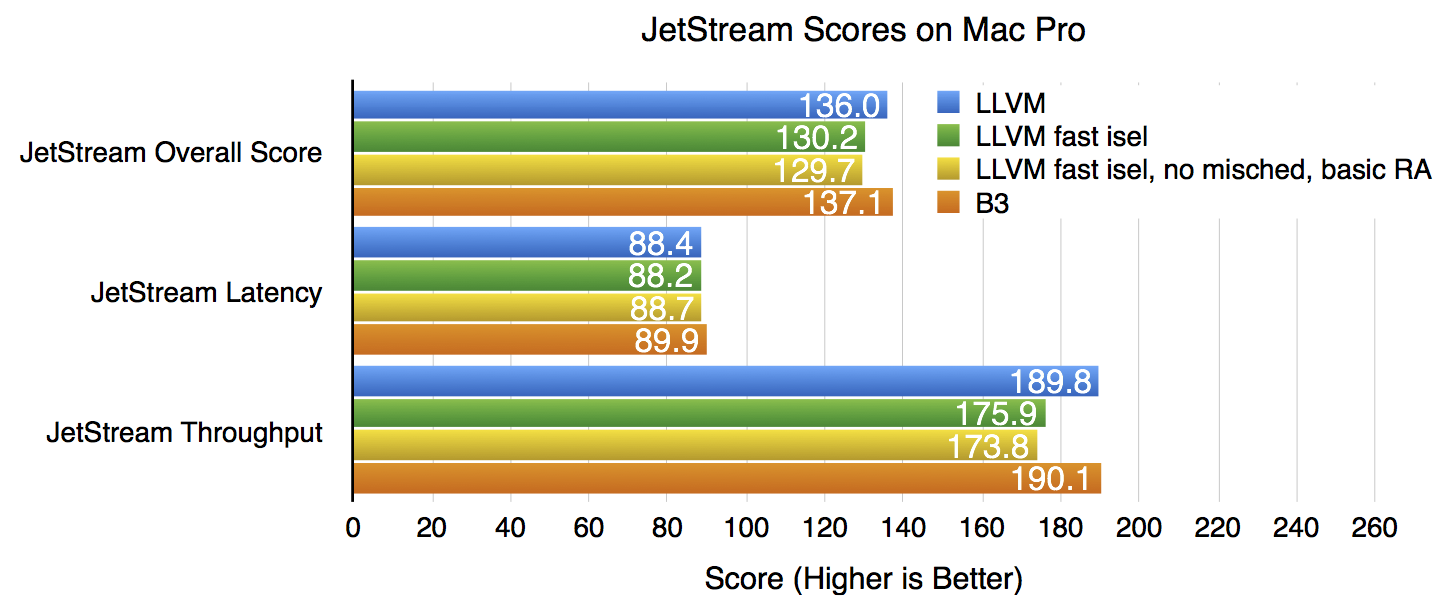 JetStream Scores on Mac Pro
LLVM
LLVM fast isel
LLVM fast isel, no misched, basic RA
B3
JetStream Overall Score
136.0
130.2
129.7
137.1
JetStream Latency
88.4
88.2
88.7
89.9
JetStream Throughput
189.8
175.9
173.8
190.1
0 20 40 60 80 100 120 140 160 180 200 220 240 260
Score (Higher is Better)